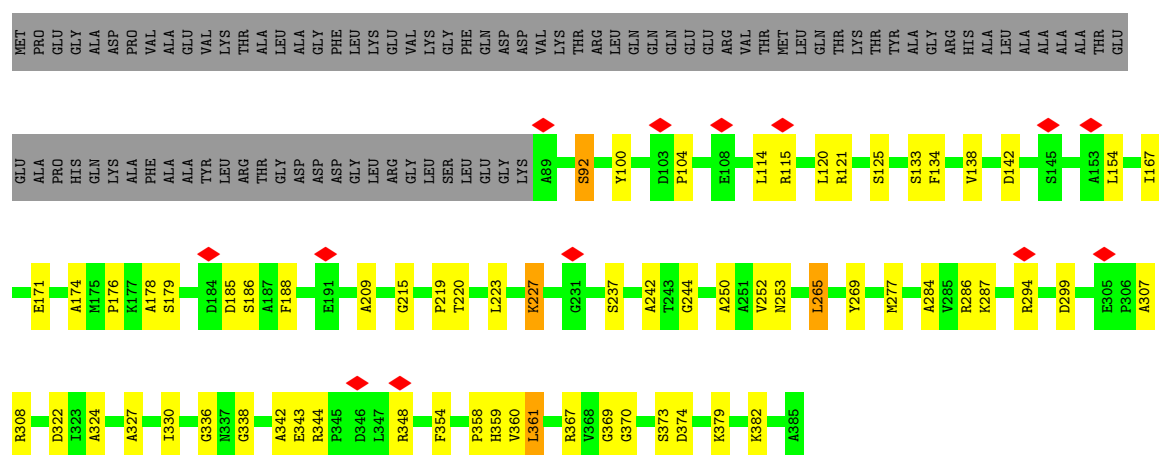 MET PRO GLU GLY ALA ASP PRO VAL ALA GLU VAL LYS THR ALA LEU ALA GLY PHE LEU LYS GLU VAL LYS GLY PHE GLN ASP ASP VAL LYS THR ARG LEU GLN GLN GLN GLU GLU ARG VAL THR MET LEU GLN THR LYS THR TYR ALA GLY ARG HIS ALA LEU ALA ALA ALA ALA THR GLU
GLU ALA PRO HIS GLN LYS ALA PHE ALA ALA TYR LEU ARG THR GLY ASP ASP ASP GLY LEU ARG GLY LEU SER LEU GLU GLY LYS A89 S92 Y100 D103 P104 E108 L114 R115 L120 R121 S125 S133 F134 V138 D142 S145 A153 L154 I167
E171 A174 M175 P176 K177 A178 S179 D184 D185 S186 A187 F188 E191 A209 G215 P219 T220 L223 K227 G231 S237 A242 T243 G244 A250 A251 V252 N253 L265 Y269 M277 A284 V285 R286 K287 R294 D299 E305 P306 A307
R308 D322 I323 A324 A327 I330 G336 N337 G338 A342 E343 R344 P345 D346 L347 R348 F354 P358 H359 V360 L361 R367 V368 G369 G370 S373 D374 K379 K382 A385